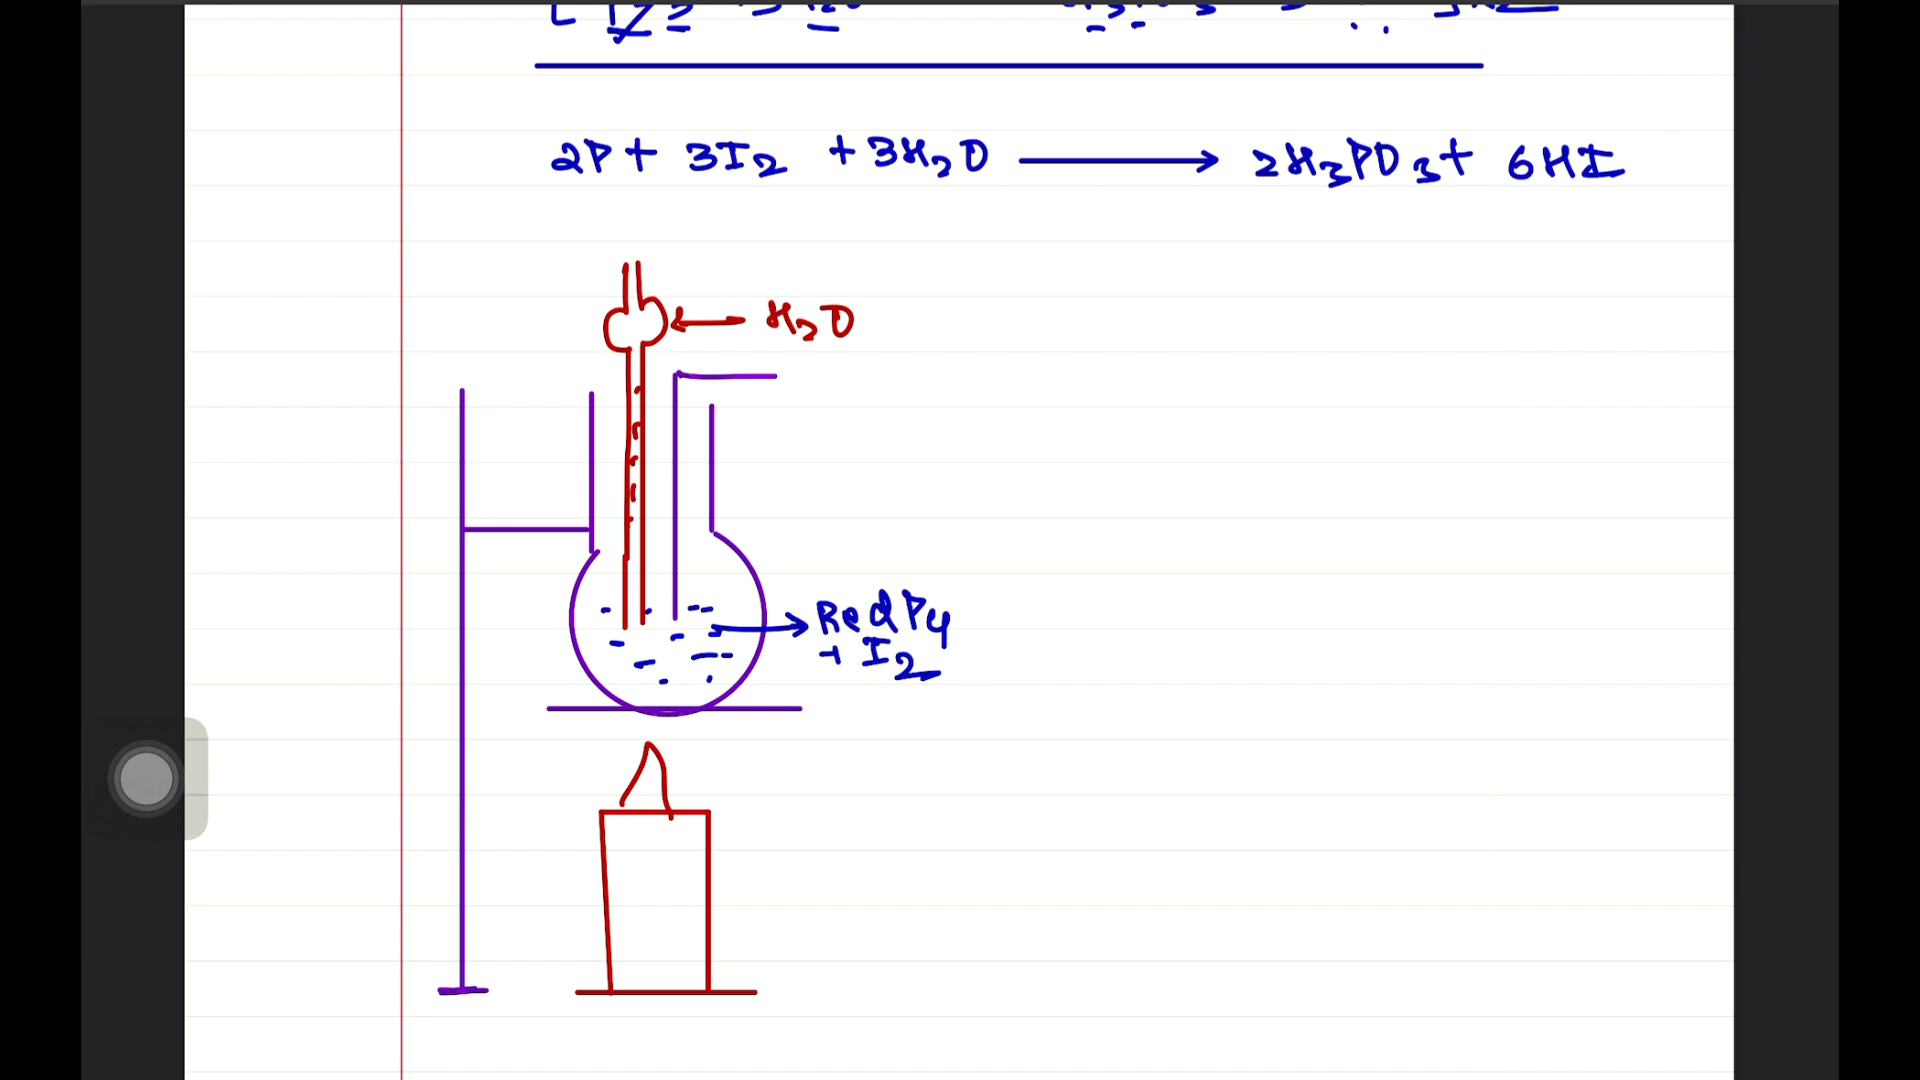 2P + 3I2 + 3H2O ⟶ 2H3PO3 + 6HI
H2O
Red P4
+ I2